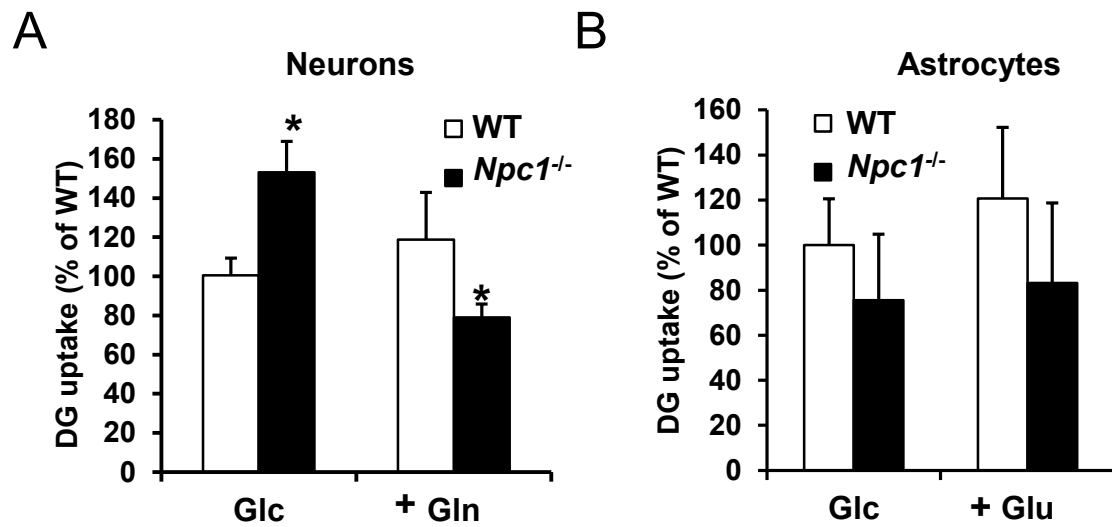 A
Neurons
DG uptake (% of WT)
180
160
140
120
100
80
60
40
20
0
*
*
WT
Npc1-/-
Glc
+ Gln
B
Astrocytes
DG uptake (% of WT)
160
140
120
100
80
60
40
20
0
WT
Npc1-/-
Glc
+ Glu